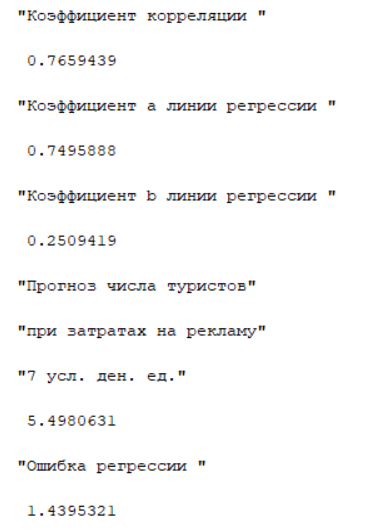 "Коэффициент корреляции "
0.7659439
"Коэффициент a линии регрессии "
0.7495888
"Коэффициент b линии регрессии "
0.2509419
"Прогноз числа туристов"
"при затратах на рекламу"
"7 усл. ден. ед."
5.4980631
"Ошибка регрессии "
1.4395321